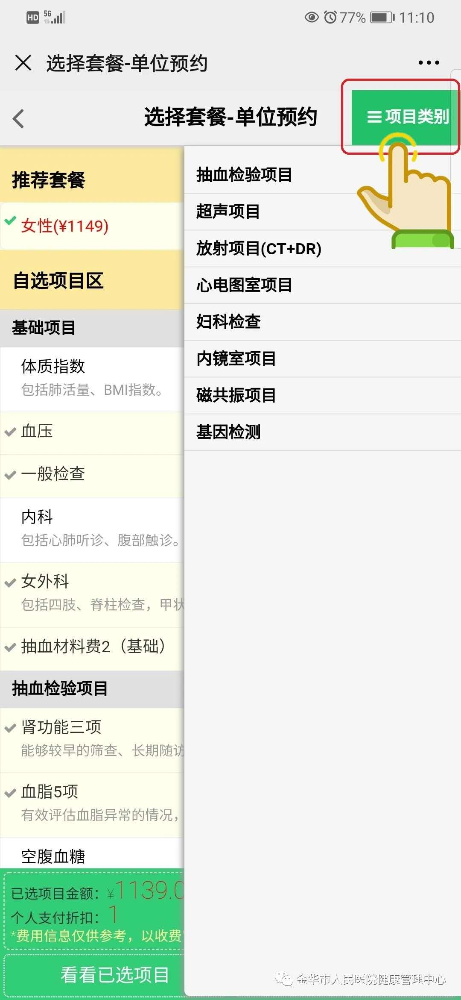 HD 5G 77% 11:10
选择套餐-单位预约
选择套餐-单位预约
项目类别
推荐套餐
女性(¥1149)
自选项目区
基础项目
体质指数
包括肺活量、BMI指数。
血压
一般检查
内科
包括心肺听诊、腹部触诊。
女外科
包括四肢、脊柱检查，甲状
抽血材料费2（基础）
抽血检验项目
肾功能三项
能够较早的筛查、长期随访
血脂5项
有效评估血脂异常的情况，
空腹血糖
已选项目金额：¥1139.0
个人支付折扣：1
*费用信息仅供参考，以收费
看看已选项目
抽血检验项目
超声项目
放射项目(CT+DR)
心电图室项目
妇科检查
内镜室项目
磁共振项目
基因检测
金华市人民医院健康管理中心